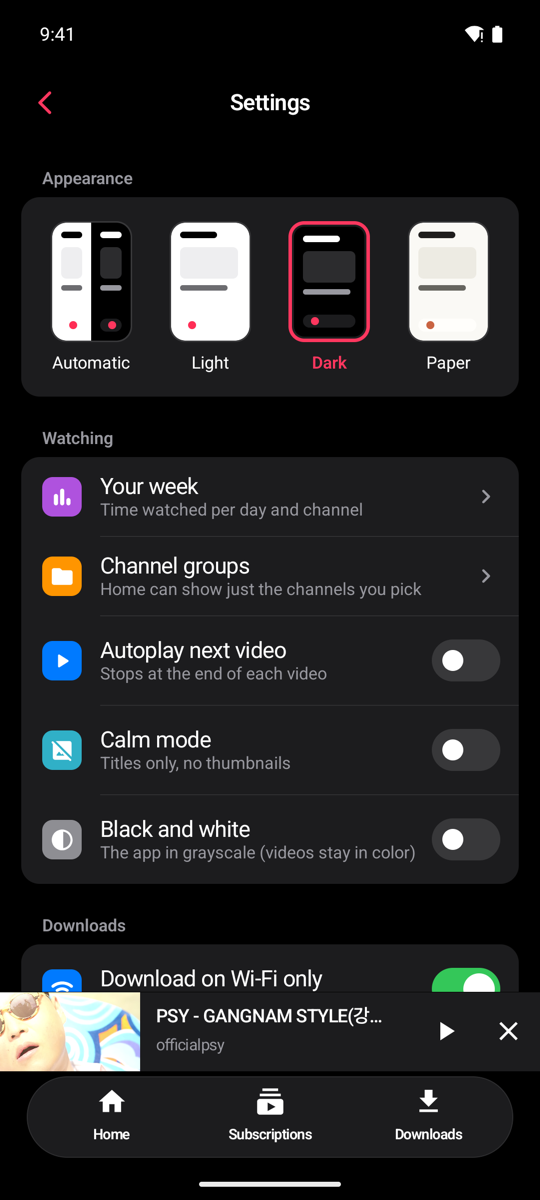 9:41
Settings
Appearance
Automatic
Light
Dark
Paper
Watching
Your week
Time watched per day and channel
Channel groups
Home can show just the channels you pick
Autoplay next video
Stops at the end of each video
Calm mode
Titles only, no thumbnails
Black and white
The app in grayscale (videos stay in color)
Downloads
Download on Wi-Fi only
PSY - GANGNAM STYLE(강...
officialpsy
Home
Subscriptions
Downloads